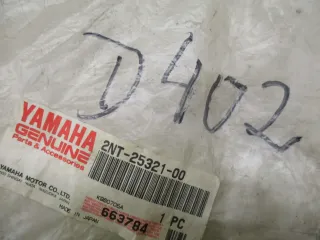 D402
YAMAHA
GENUINE
Parts & Accessories
2NT-25321-00
YAMAHA MOTOR CO., LTD.
MADE IN JAPAN
663784
1 PC